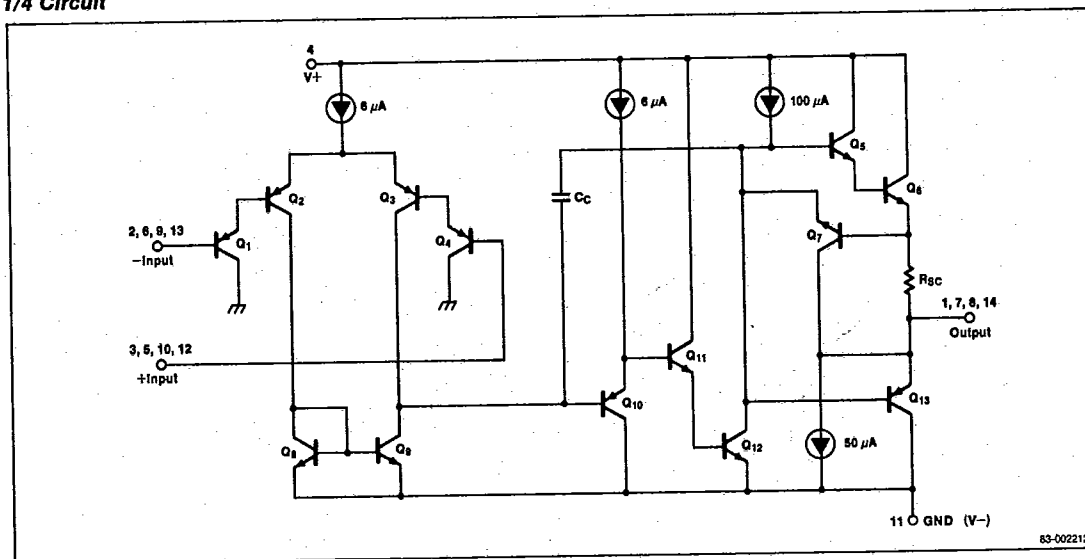 1/4 Circuit
4
V+
6 μA
6 μA
100 μA
Q5
Q2
Q3
CC
Q6
2, 6, 9, 13
Q1
Q4
Q7
−Input
RSC
1, 7, 8, 14
Output
3, 5, 10, 12
+Input
Q11
Q10
Q13
Q8
Q9
Q12
50 μA
11 GND (V−)
83-002212